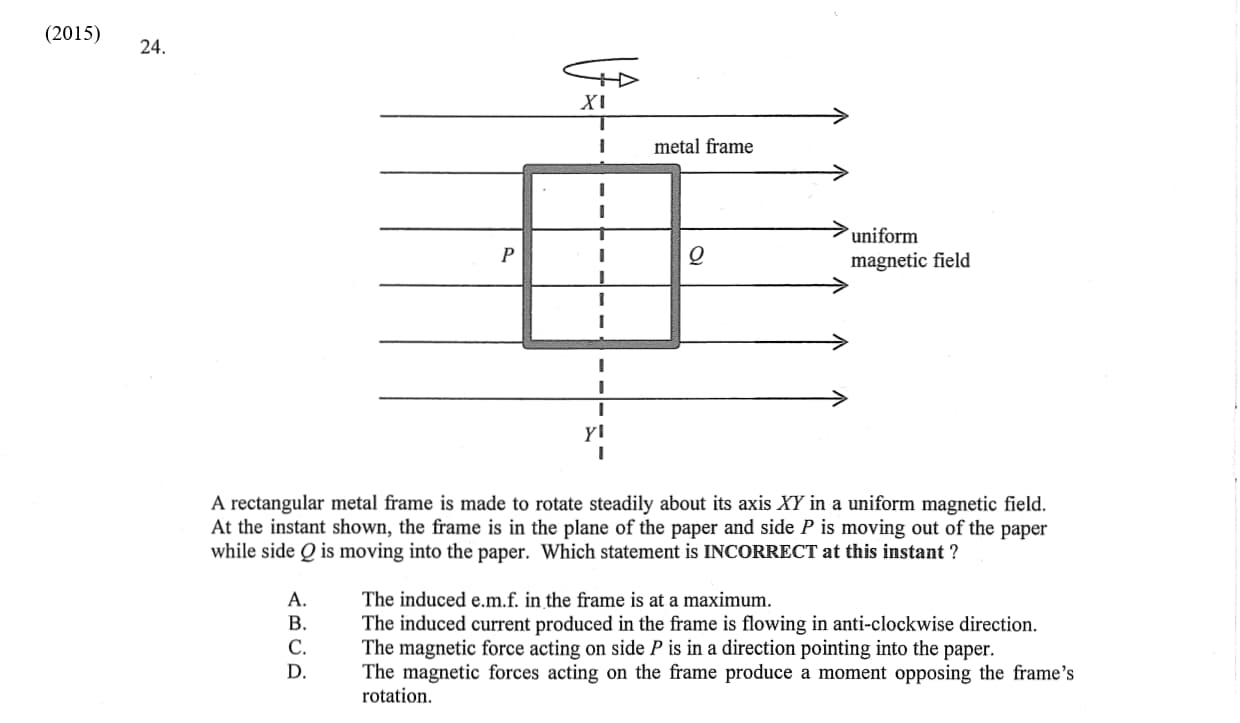 (2015)
24.
X
metal frame
uniform
P
Q
magnetic field
Y
A rectangular metal frame is made to rotate steadily about its axis XY in a uniform magnetic field.
At the instant shown, the frame is in the plane of the paper and side P is moving out of the paper
while side Q is moving into the paper. Which statement is INCORRECT at this instant ?
A. The induced e.m.f. in the frame is at a maximum.
B. The induced current produced in the frame is flowing in anti-clockwise direction.
C. The magnetic force acting on side P is in a direction pointing into the paper.
D. The magnetic forces acting on the frame produce a moment opposing the frame's
rotation.